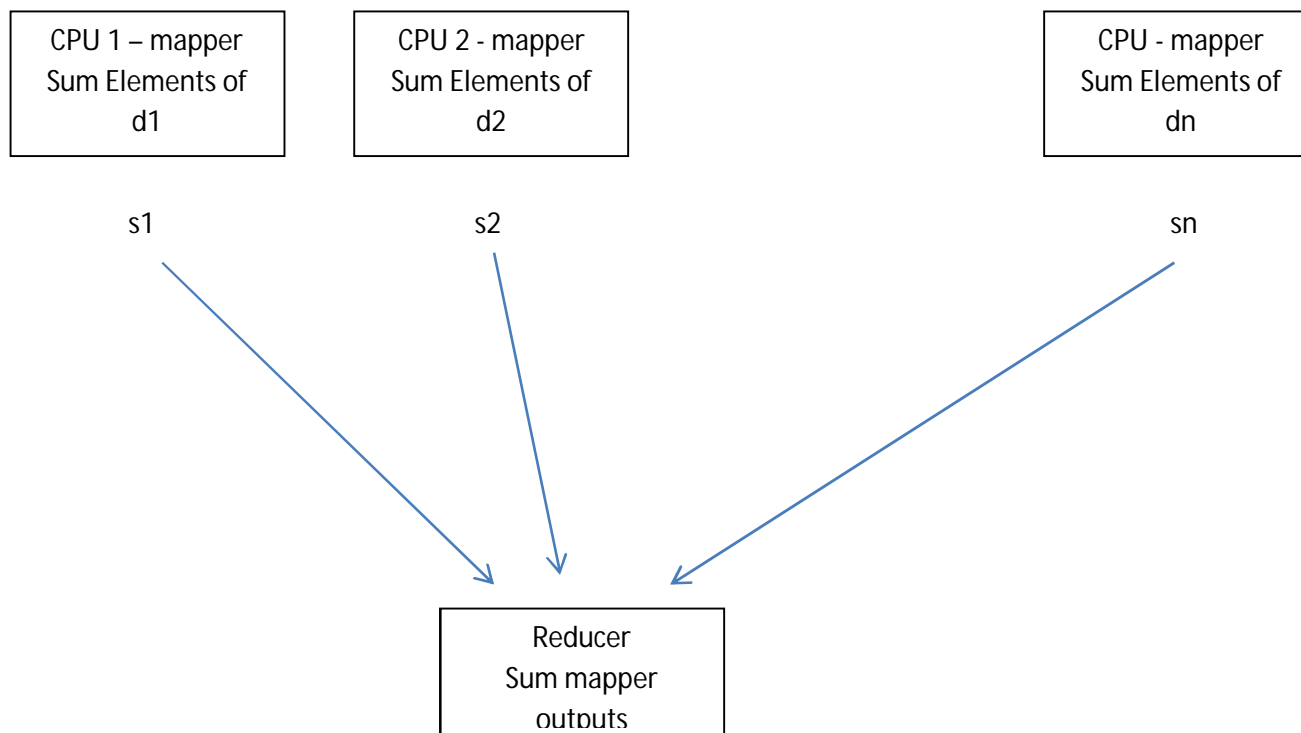 CPU 1 – mapper
Sum Elements of
d1
CPU 2 - mapper
Sum Elements of
d2
CPU - mapper
Sum Elements of
dn
s1
s2
sn
Reducer
Sum mapper
outputs